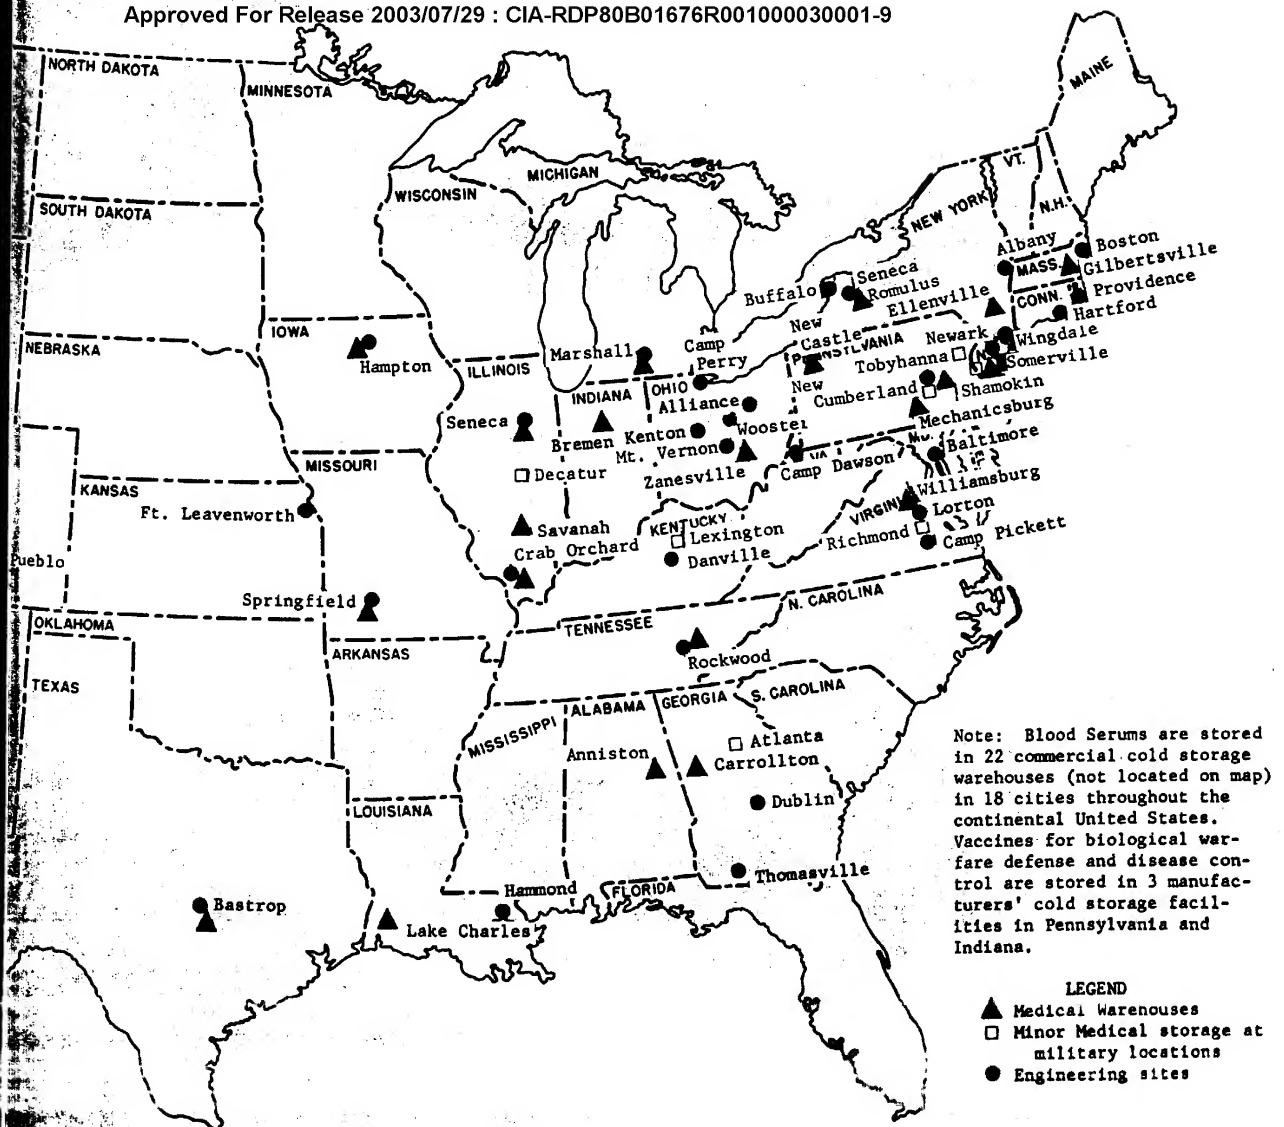 Approved For Release 2003/07/29 : CIA-RDP80B01676R001000030001-9
NORTH DAKOTA
MINNESOTA
MAINE
WISCONSIN
MICHIGAN
VT.
N.H.
NEW YORK
SOUTH DAKOTA
Albany
Boston
MASS.
Gilbertsville
Seneca
Buffalo
Romulus
Ellenville
CONN.
Providence
Hartford
IOWA
NEBRASKA
Hampton
ILLINOIS
Marshall
Camp
Perry
New
Castle
PENNSYLVANIA
New
Newark
Wingdale
Tobyhanna
Somerville
Cumberland
Shamokin
Mechanicsburg
INDIANA
OHIO
Alliance
Seneca
Bremen
Kenton
Wooster
Mt. Vernon
Zanesville
Camp Dawson
VA
MD.
Baltimore
Decatur
MISSOURI
KANSAS
Ft. Leavenworth
Savanah
Crab Orchard
KENTUCKY
Lexington
Danville
VIRGINIA
Williamsburg
Lorton
Richmond
Camp Pickett
Pueblo
Springfield
OKLAHOMA
ARKANSAS
TENNESSEE
N. CAROLINA
Rockwood
TEXAS
MISSISSIPPI
ALABAMA
GEORGIA
S. CAROLINA
Anniston
Atlanta
Carrollton
Dublin
LOUISIANA
Thomasville
Hammond
FLORIDA
Bastrop
Lake Charles
Note: Blood Serums are stored
in 22 commercial cold storage
warehouses (not located on map)
in 18 cities throughout the
continental United States.
Vaccines for biological war-
fare defense and disease con-
trol are stored in 3 manufac-
turers' cold storage facil-
ities in Pennsylvania and
Indiana.
LEGEND
Medical Warehouses
Minor Medical storage at
military locations
Engineering sites